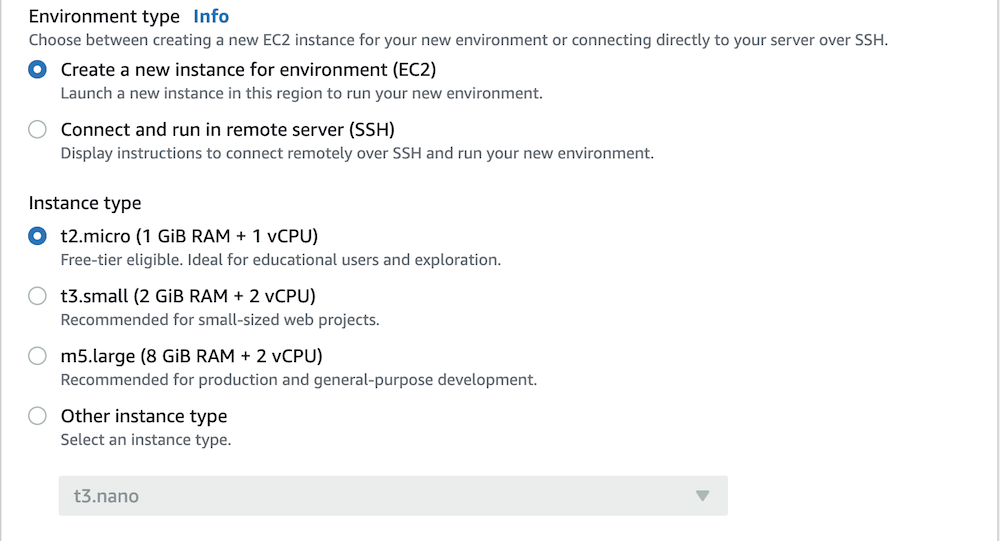 Environment type Info
Choose between creating a new EC2 instance for your new environment or connecting directly to your server over SSH.
Create a new instance for environment (EC2)
Launch a new instance in this region to run your new environment.
Connect and run in remote server (SSH)
Display instructions to connect remotely over SSH and run your new environment.
Instance type
t2.micro (1 GiB RAM + 1 vCPU)
Free-tier eligible. Ideal for educational users and exploration.
t3.small (2 GiB RAM + 2 vCPU)
Recommended for small-sized web projects.
m5.large (8 GiB RAM + 2 vCPU)
Recommended for production and general-purpose development.
Other instance type
Select an instance type.
t3.nano